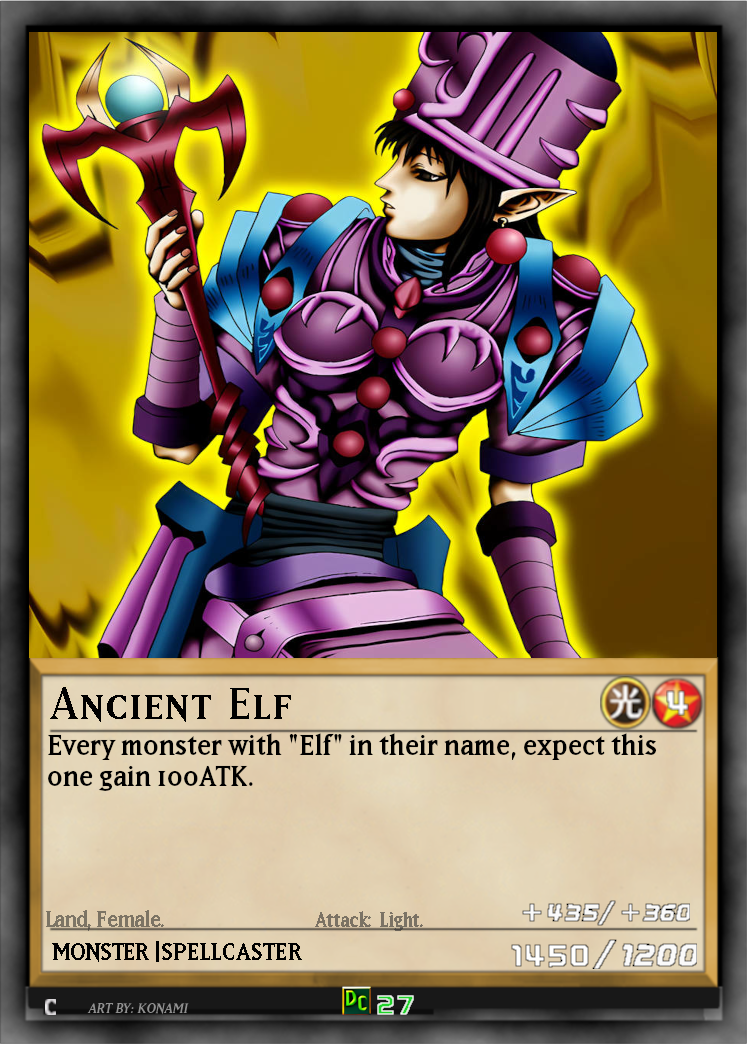 Ancient Elf 光 4
Every monster with "Elf" in their name, expect this
one gain 100ATK.
Land, Female. Attack: Light. +435/ +360
MONSTER |SPELLCASTER 1450/1200
C ART BY: KONAMI DC 27